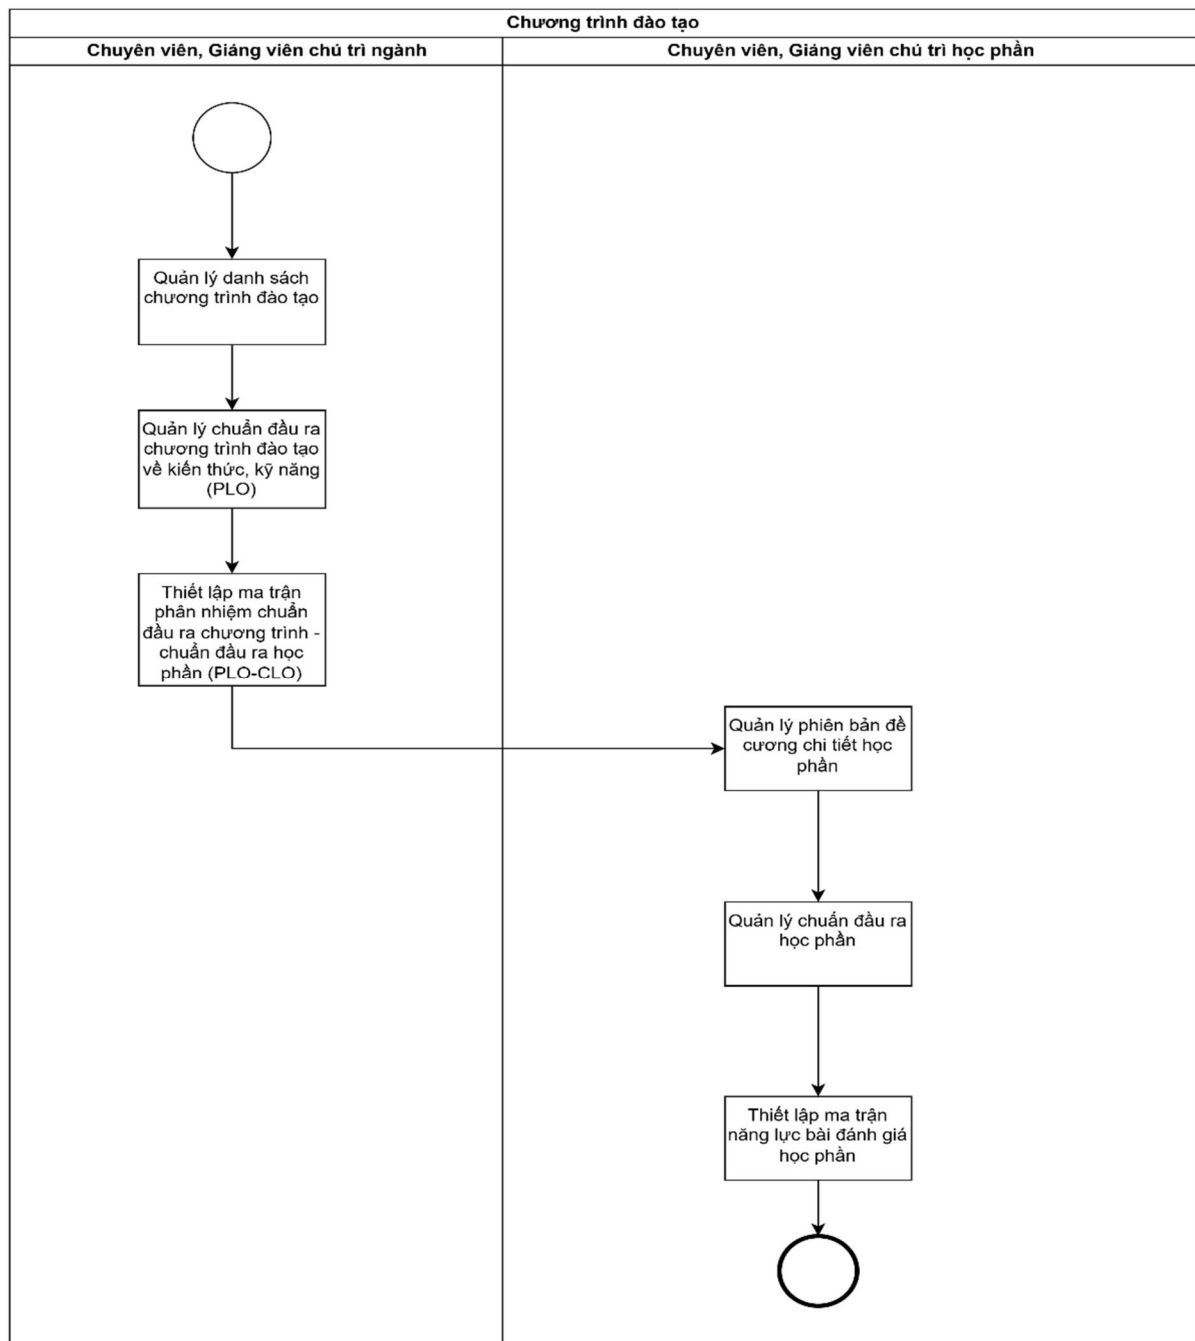 Chương trình đào tạo
Chuyên viên, Giảng viên chủ trì ngành
Chuyên viên, Giảng viên chủ trì học phần
Quản lý danh sách
chương trình đào tạo
Quản lý chuẩn đầu ra
chương trình đào tạo
về kiến thức, kỹ năng
(PLO)
Thiết lập ma trận
phân nhiệm chuẩn
đầu ra chương trình -
chuẩn đầu ra học
phần (PLO-CLO)
Quản lý phiên bản đề
cương chi tiết học
phần
Quản lý chuẩn đầu ra
học phần
Thiết lập ma trận
năng lực bài đánh giá
học phần